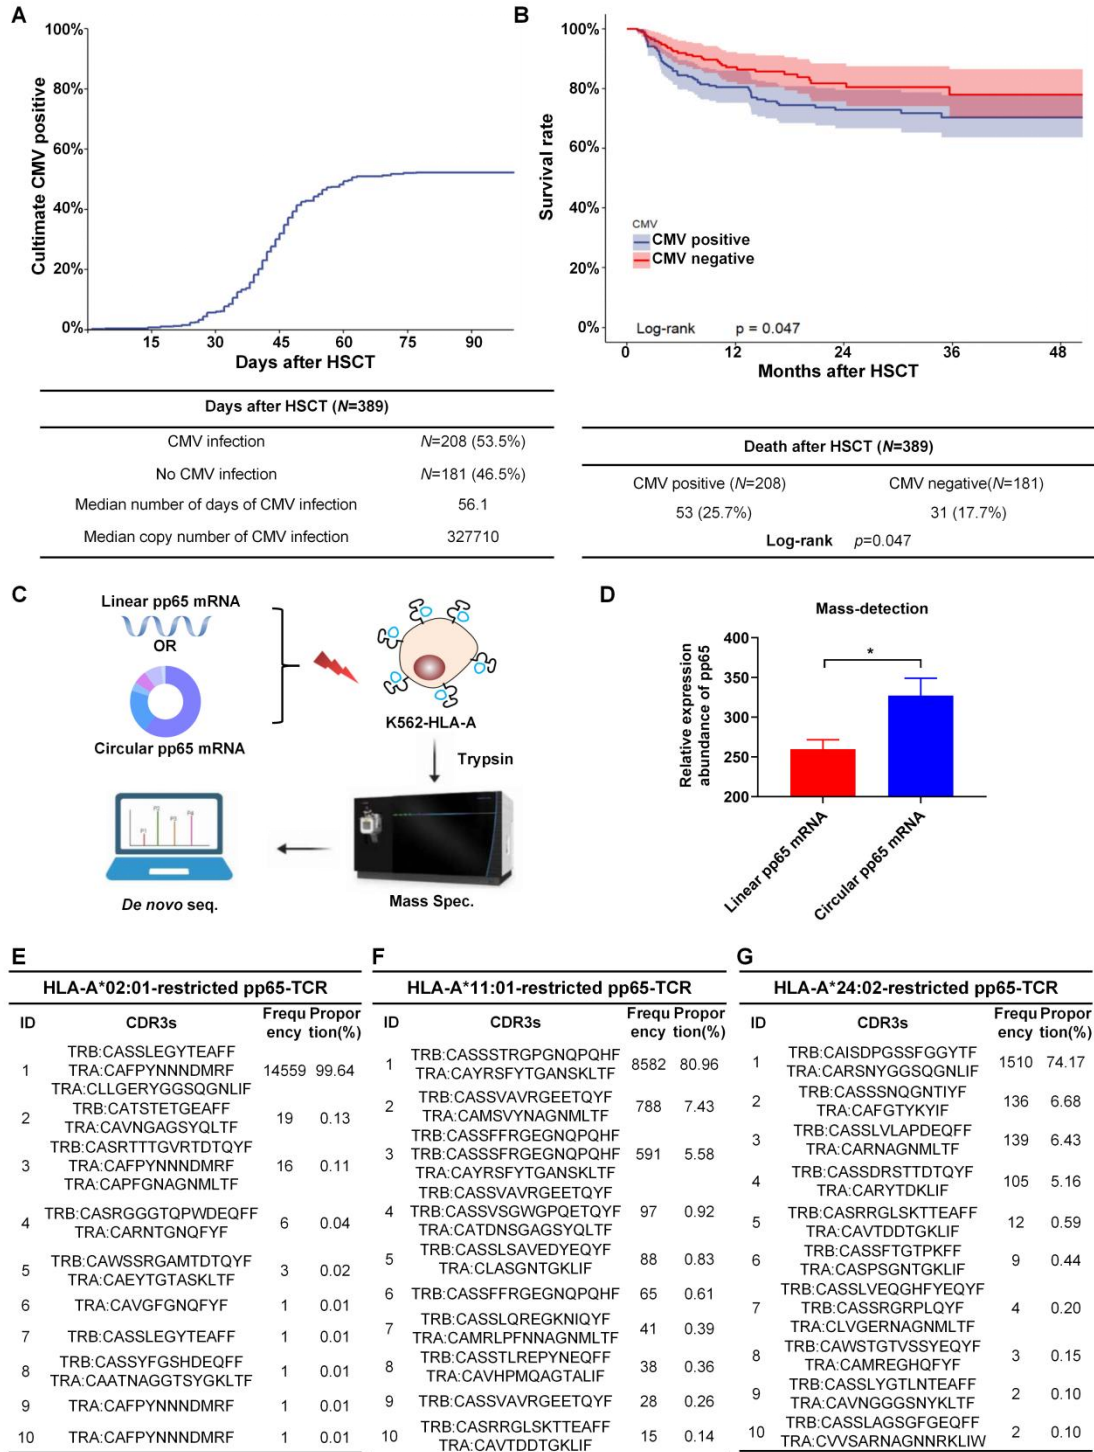 A
100%
80%
60%
40%
20%
0%
Cultimate CMV positive
15 30 45 60 75 90
Days after HSCT
Days after HSCT (N=389)
CMV infection N=208 (53.5%)
No CMV infection N=181 (46.5%)
Median number of days of CMV infection 56.1
Median copy number of CMV infection 327710
B
100%
80%
60%
40%
20%
0%
Survival rate
CMV
CMV positive
CMV negative
Log-rank p = 0.047
0 12 24 36 48
Months after HSCT
Death after HSCT (N=389)
CMV positive (N=208) CMV negative(N=181)
53 (25.7%) 31 (17.7%)
Log-rank p=0.047
C
Linear pp65 mRNA
OR
Circular pp65 mRNA
K562-HLA-A
Trypsin
Mass Spec.
De novo seq.
P1 P2 P3 P4
D
Mass-detection
Relative expression
abundance of pp65
400
350
300
250
200
*
Linear pp65 mRNA
Circular pp65 mRNA
E
HLA-A*02:01-restricted pp65-TCR
ID CDR3s Frequ ency Propor tion(%)
TRB:CASSLEGYTEAFF
1 TRA:CAFPYNNNDMRF 14559 99.64
TRA:CLLGERYGGSQGNLIF
TRB:CATSTETGEAFF
2 19 0.13
TRA:CAVNGAGSYQLTF
TRB:CASRTTTGVRTDTQYF
3 TRA:CAFPYNNNDMRF 16 0.11
TRA:CAPFGNAGNMLTF
TRB:CASRGGGTQPWDEQFF
4 6 0.04
TRA:CARNTGNQFYF
TRB:CAWSSRGAMTDTQYF
5 3 0.02
TRA:CAEYTGTASKLTF
6 TRA:CAVGFGNQFYF 1 0.01
7 TRB:CASSLEGYTEAFF 1 0.01
TRB:CASSYFGSHDEQFF
8 1 0.01
TRA:CAATNAGGTSYGKLTF
9 TRA:CAFPYNNNDMRF 1 0.01
10 TRA:CAFPYNNNDMRF 1 0.01
F
HLA-A*11:01-restricted pp65-TCR
ID CDR3s Frequ ency Propor tion(%)
TRB:CASSSTRGPGNQPQHF
1 8582 80.96
TRA:CAYRSFYTGANSKLTF
TRB:CASSVAVRGEETQYF
2 788 7.43
TRA:CAMSVYNAGNMLTF
TRB:CASSFFRGEGNQPQHF
3 TRB:CASSSFRGEGNQPQHF 591 5.58
TRA:CAYRSFYTGANSKLTF
TRB:CASSVAVRGEETQYF
4 TRB:CASSVSGWGPQETQYF 97 0.92
TRA:CATDNSGAGSYQLTF
TRB:CASSLSAVEDYEQYF
5 88 0.83
TRA:CLASGNTGKLIF
6 TRB:CASSFFRGEGNQPQHF 65 0.61
TRB:CASSLQREGKNIQYF
7 41 0.39
TRA:CAMRLPFNNAGNMLTF
TRB:CASSTLREPYNEQFF
8 38 0.36
TRA:CAVHPMQAGTALIF
9 TRB:CASSVAVRGEETQYF 28 0.26
TRB:CASRRGLSKTTEAFF
10 15 0.14
TRA:CAVTDDTGKLIF
G
HLA-A*24:02-restricted pp65-TCR
ID CDR3s Frequ ency Propor tion(%)
TRB:CAISDPGSSFGGYTF
1 1510 74.17
TRA:CARSNYGGSQGNLIF
TRB:CASSSNQGNTIYF
2 136 6.68
TRA:CAFGTYKYIF
TRB:CASSLVLAPDEQFF
3 139 6.43
TRA:CARNAGNMLTF
TRB:CASSDRSTTDTQYF
4 105 5.16
TRA:CARYTDKLIF
TRB:CASRRGLSKTTEAFF
5 12 0.59
TRA:CAVTDDTGKLIF
TRB:CASSFTGTPKFF
6 9 0.44
TRA:CASPSGNTGKLIF
TRB:CASSLVEQGHFYEQYF
7 TRB:CASSRGRPLQYF 4 0.20
TRA:CLVGERNAGNMLTF
TRB:CAWSTGTVSSYEQYF
8 3 0.15
TRA:CAMREGHQFYF
TRB:CASSLYGTLNTEAFF
9 2 0.10
TRA:CAVNGGGSNYKLTF
TRB:CASSLAGSGFGEQFF
10 2 0.10
TRA:CVVSARNAGNNRKLIW